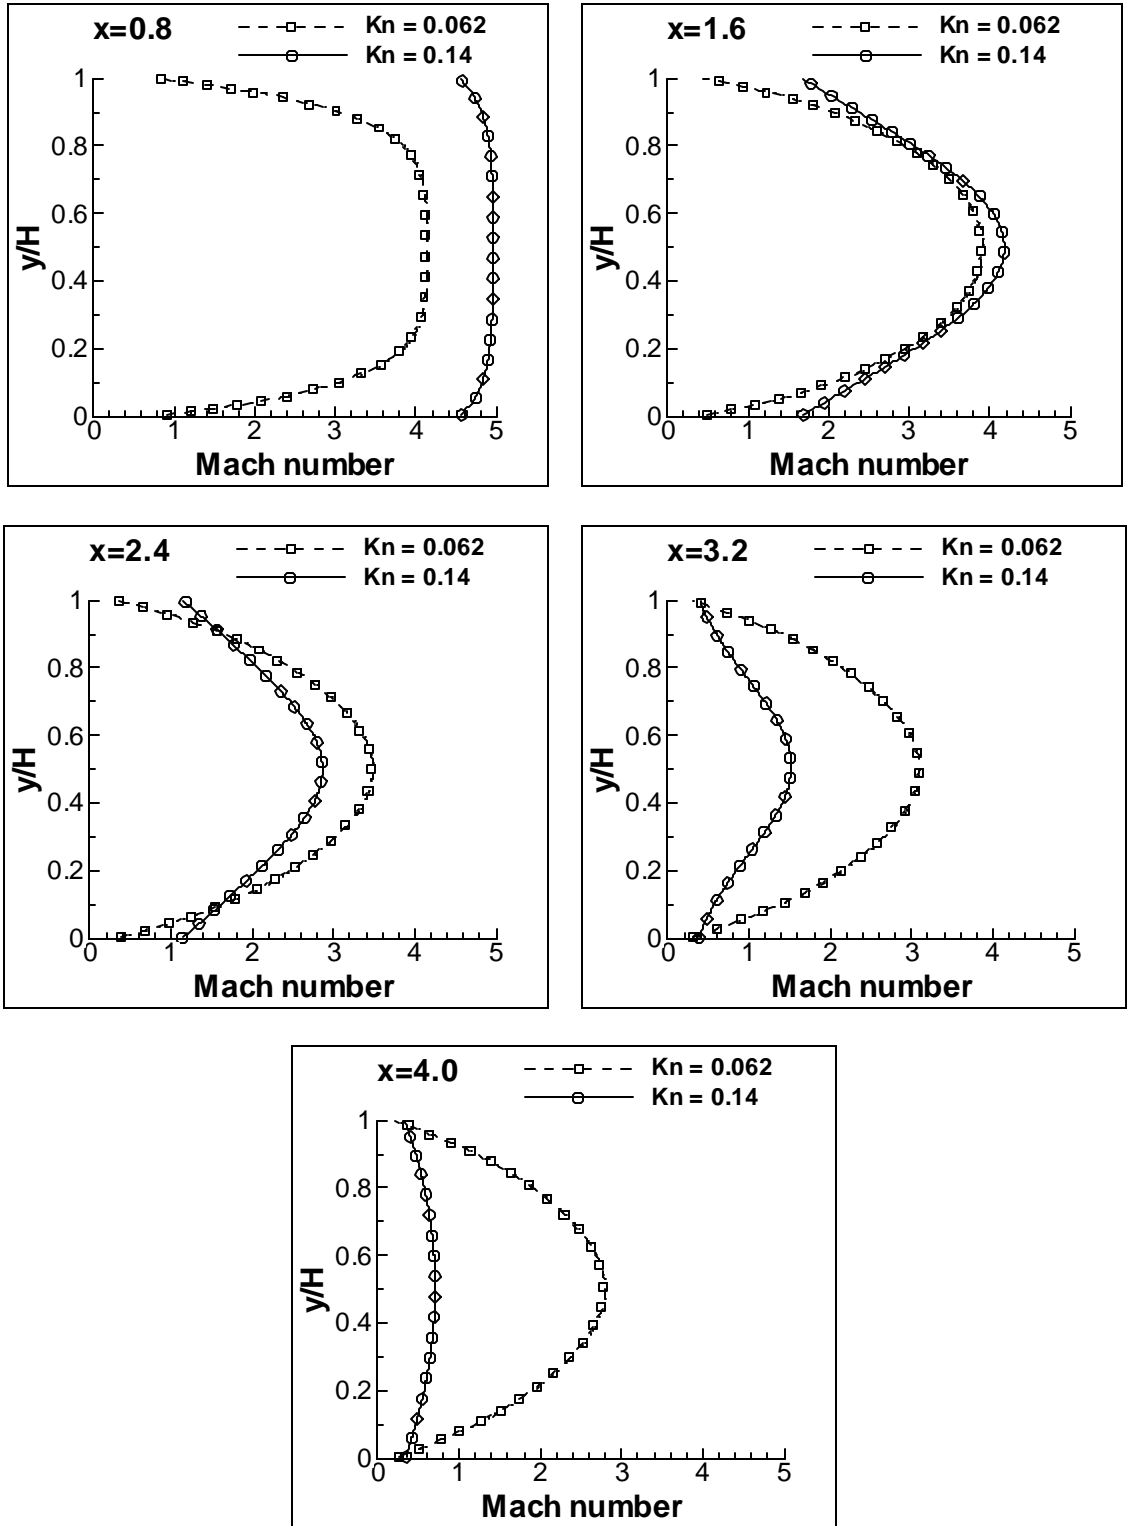 x=0.8
Kn = 0.062
Kn = 0.14
1
0.8
0.6
0.4
0.2
0
y/H
0 1 2 3 4 5
Mach number
x=1.6
Kn = 0.062
Kn = 0.14
1
0.8
0.6
0.4
0.2
0
y/H
0 1 2 3 4 5
Mach number
x=2.4
Kn = 0.062
Kn = 0.14
1
0.8
0.6
0.4
0.2
0
y/H
0 1 2 3 4 5
Mach number
x=3.2
Kn = 0.062
Kn = 0.14
1
0.8
0.6
0.4
0.2
0
y/H
0 1 2 3 4 5
Mach number
x=4.0
Kn = 0.062
Kn = 0.14
1
0.8
0.6
0.4
0.2
0
y/H
0 1 2 3 4 5
Mach number